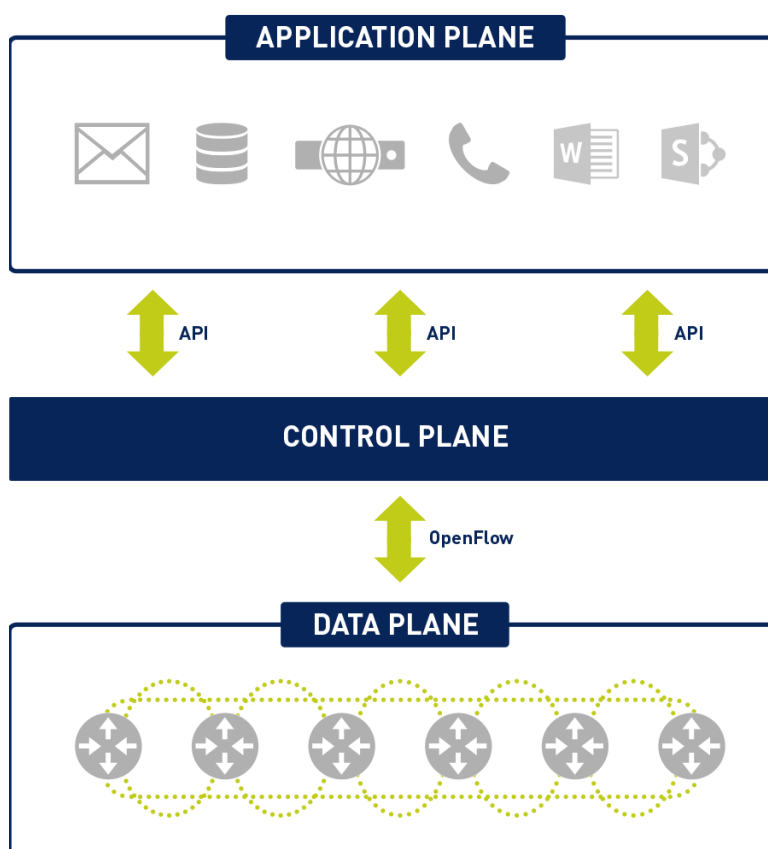 APPLICATION PLANE
W
S
API
API
API
CONTROL PLANE
OpenFlow
DATA PLANE